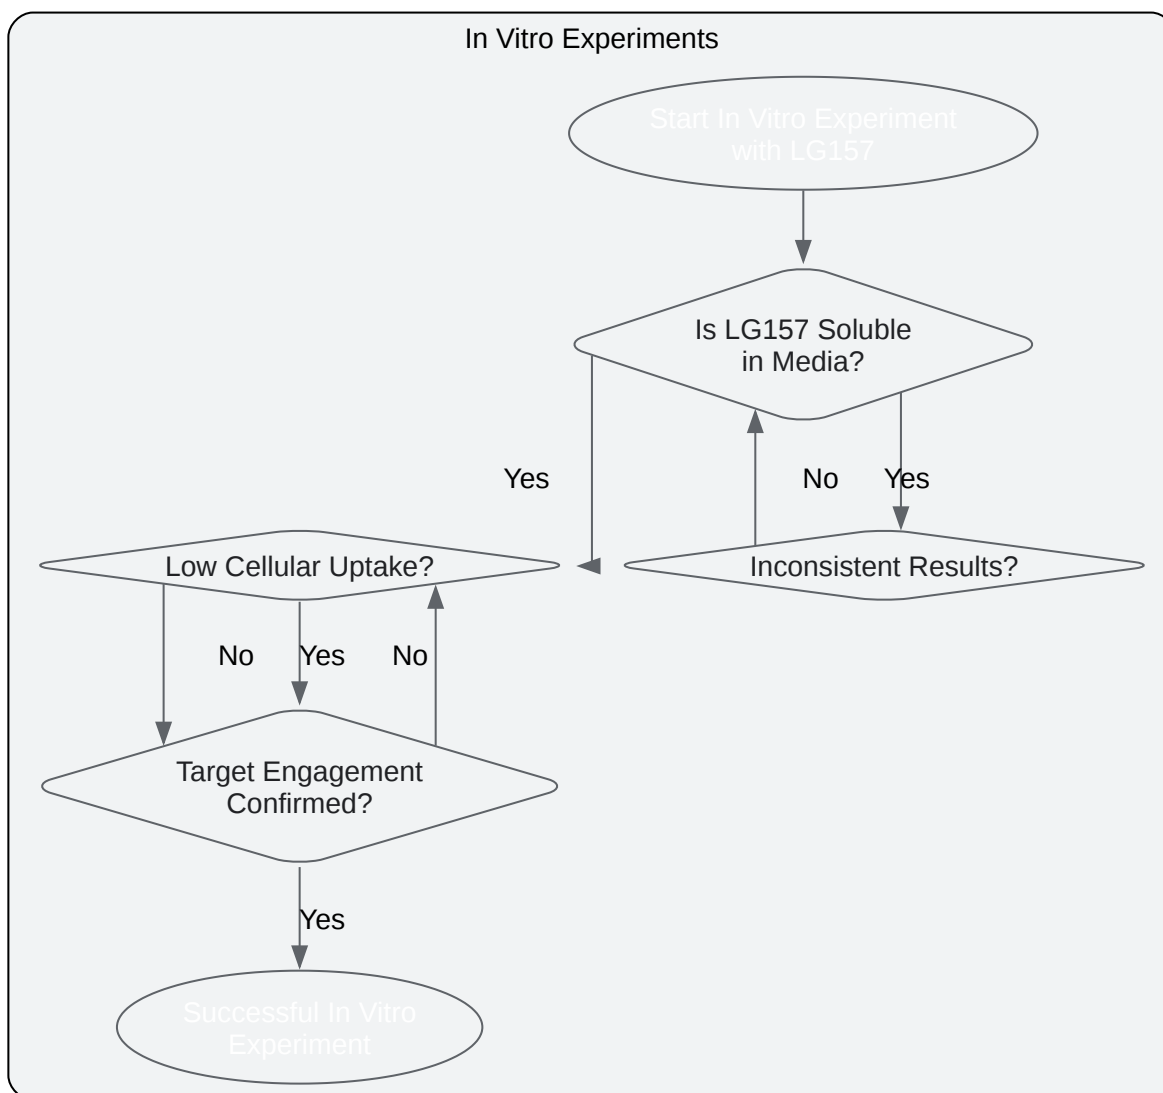 In Vitro Experiments
Start In Vitro Experiment
with LG157
Is LG157 Soluble
in Media?
Yes
No
Yes
Low Cellular Uptake?
Inconsistent Results?
No
Yes
No
Target Engagement
Confirmed?
Yes
Successful In Vitro
Experiment